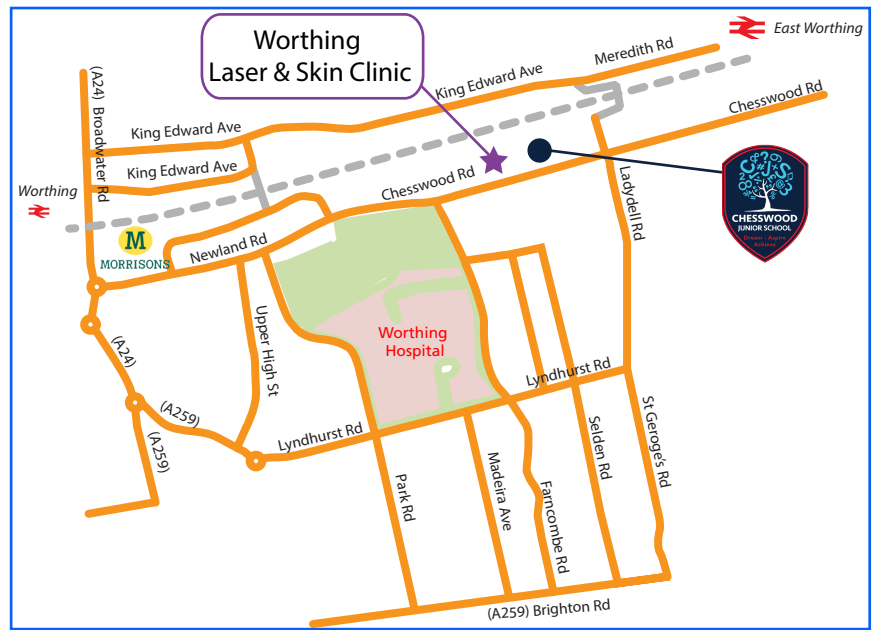 Worthing
Laser & Skin Clinic
East Worthing
Meredith Rd
King Edward Ave
Chesswood Rd
(A24) Broadwater Rd
King Edward Ave
King Edward Ave
Worthing
Chesswood Rd
Ladydell Rd
CHESSWOOD
JUNIOR SCHOOL
Dream - Aspire
Achieve
M
MORRISONS
Newland Rd
Upper High St
Worthing
Hospital
(A24)
(A259)
(A259)
Lyndhurst Rd
Lyndhurst Rd
Park Rd
Madeira Ave
Farncombe Rd
Selden Rd
St Geroge's Rd
(A259) Brighton Rd